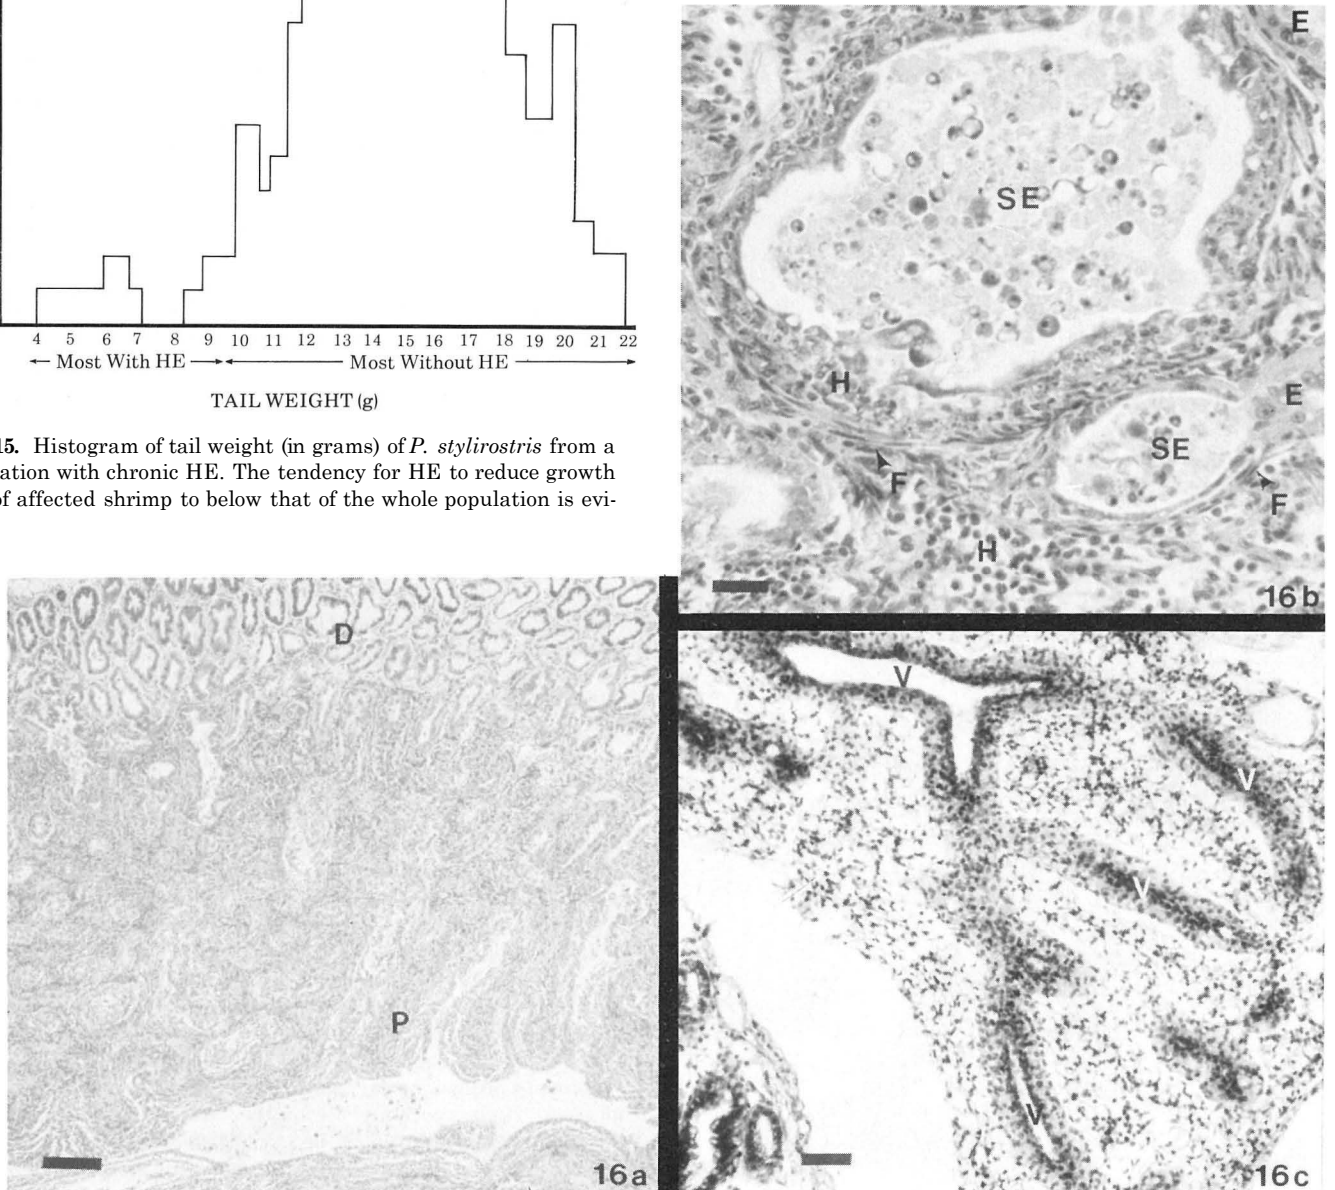 4 5 6 7 8 9 10 11 12 13 14 15 16 17 18 19 20 21 22
Most With HE Most Without HE
TAIL WEIGHT (g)
15. Histogram of tail weight (in grams) of P. stylirostris from a
ation with chronic HE. The tendency for HE to reduce growth
of affected shrimp to below that of the whole population is evi-
E
SE
H
E
SE
F
F
H
16b
D
P
16a
V
V
V
V
16c